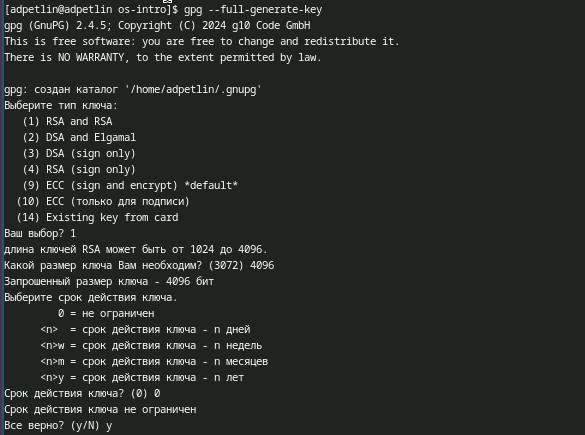 [adpetlin@adpetlin os-intro]$ gpg --full-generate-key
gpg (GnuPG) 2.4.5; Copyright (C) 2024 g10 Code GmbH
This is free software: you are free to change and redistribute it.
There is NO WARRANTY, to the extent permitted by law.

gpg: создан каталог '/home/adpetlin/.gnupg'
Выберите тип ключа:
   (1) RSA and RSA
   (2) DSA and Elgamal
   (3) DSA (sign only)
   (4) RSA (sign only)
   (9) ECC (sign and encrypt) *default*
  (10) ECC (только для подписи)
  (14) Existing key from card
Ваш выбор? 1
длина ключей RSA может быть от 1024 до 4096.
Какой размер ключа Вам необходим? (3072) 4096
Запрошенный размер ключа - 4096 бит
Выберите срок действия ключа.
         0 = не ограничен
      <n>  = срок действия ключа - n дней
      <n>w = срок действия ключа - n недель
      <n>m = срок действия ключа - n месяцев
      <n>y = срок действия ключа - n лет
Срок действия ключа? (0) 0
Срок действия ключа не ограничен
Все верно? (y/N) y